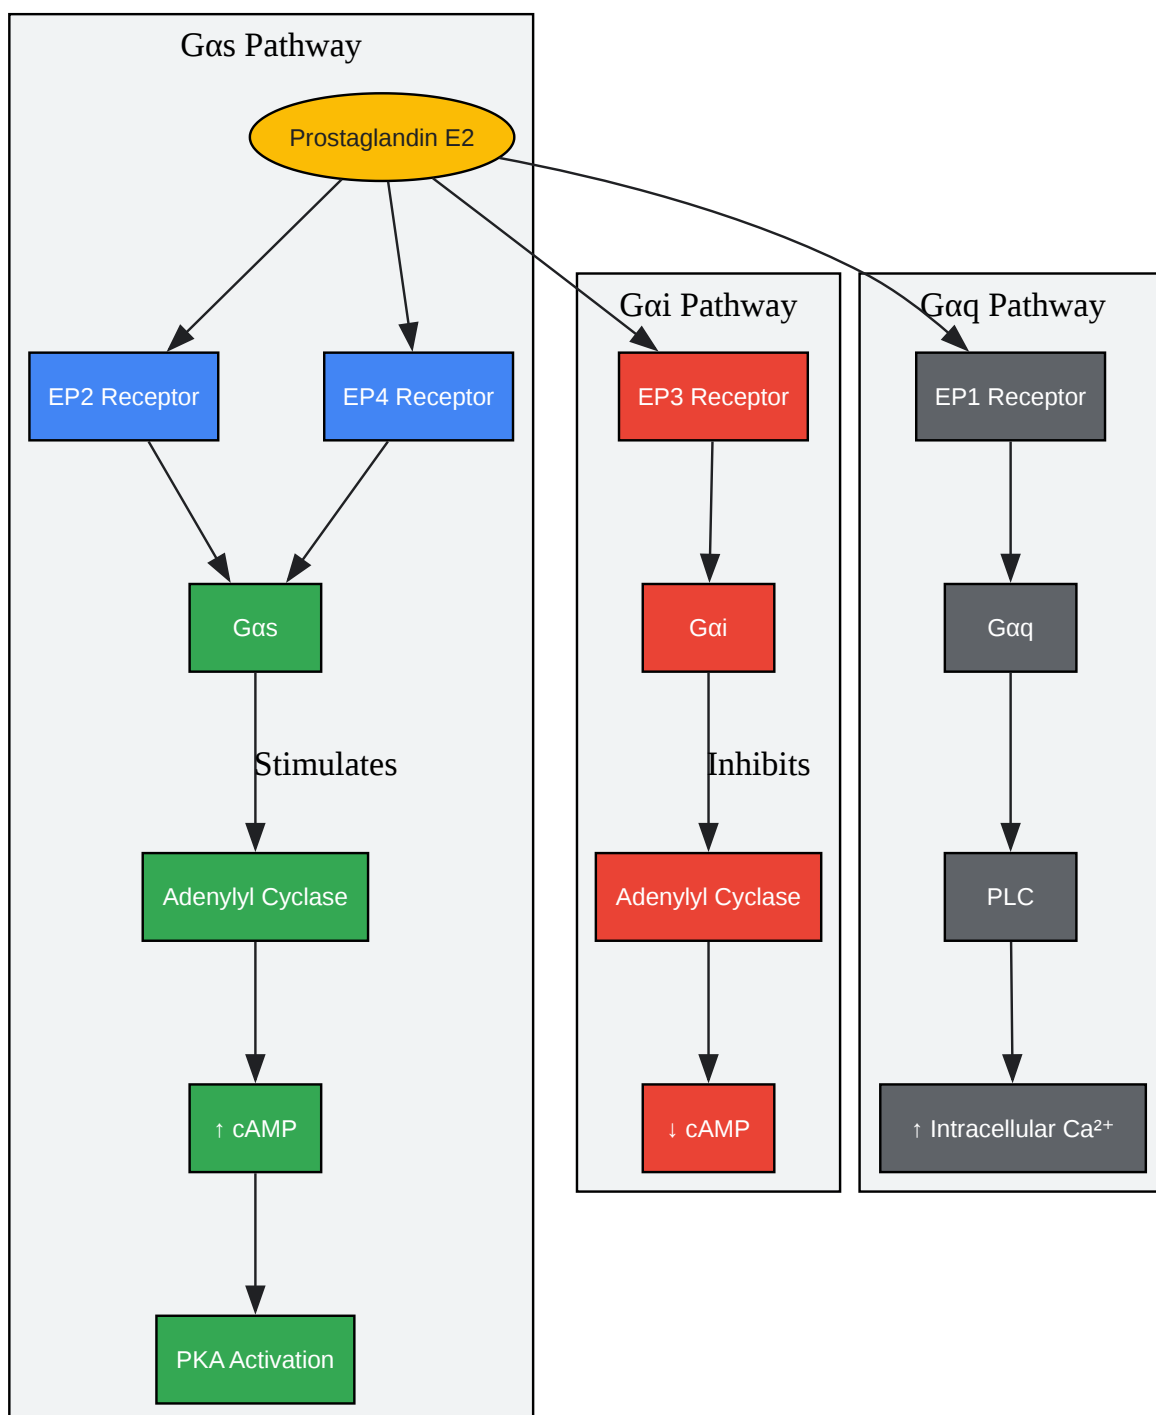 Gαs Pathway
Prostaglandin E2
Gαi Pathway
Gαq Pathway
EP2 Receptor
EP4 Receptor
EP3 Receptor
EP1 Receptor
Gαs
Gαi
Gαq
Stimulates
Inhibits
Adenylyl Cyclase
Adenylyl Cyclase
PLC
↑ cAMP
↓ cAMP
↑ Intracellular Ca²⁺
PKA Activation